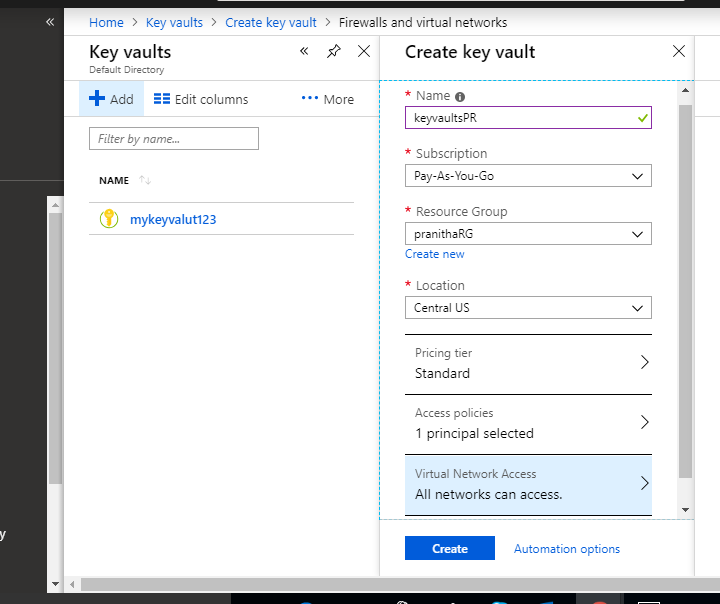 Home > Key vaults > Create key vault > Firewalls and virtual networks
Key vaults
Default Directory
Add
Edit columns
More
Filter by name...
NAME
mykeyvalut123
Create key vault
* Name
keyvaultsPR
* Subscription
Pay-As-You-Go
* Resource Group
pranithaRG
Create new
* Location
Central US
Pricing tier
Standard
Access policies
1 principal selected
Virtual Network Access
All networks can access.
Create
Automation options
y